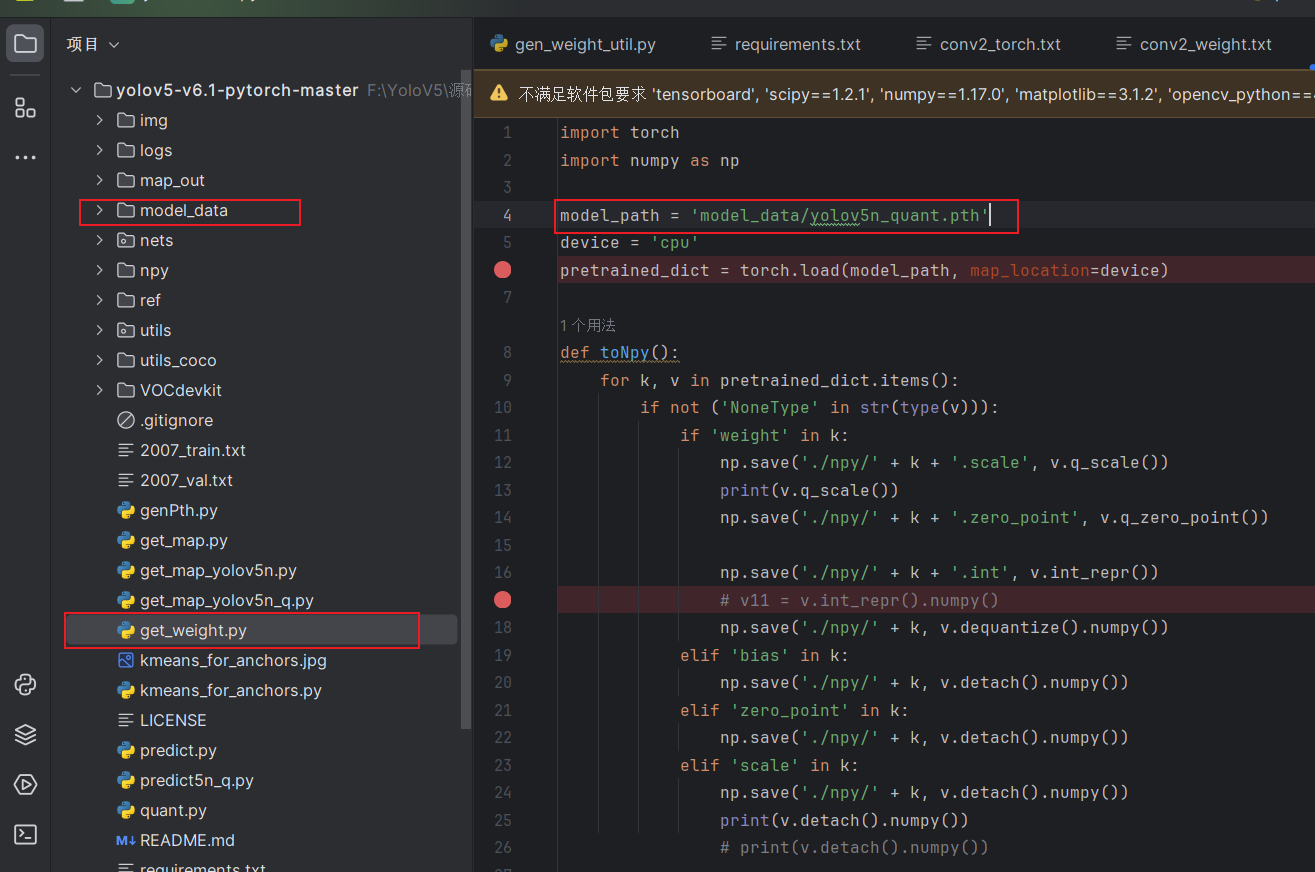 项目
yolov5-v6.1-pytorch-master F:\YoloV5\源码
img
logs
map_out
model_data
nets
npy
ref
utils
utils_coco
VOCdevkit
.gitignore
2007_train.txt
2007_val.txt
genPth.py
get_map.py
get_map_yolov5n.py
get_map_yolov5n_q.py
get_weight.py
kmeans_for_anchors.jpg
kmeans_for_anchors.py
LICENSE
predict.py
predict5n_q.py
quant.py
M↓ README.md
requirements.txt
gen_weight_util.py requirements.txt conv2_torch.txt conv2_weight.txt
不满足软件包要求 'tensorboard', 'scipy==1.2.1', 'numpy==1.17.0', 'matplotlib==3.1.2', 'opencv_python==
1 import torch
2 import numpy as np
3
4 model_path = 'model_data/yolov5n_quant.pth'
5 device = 'cpu'
pretrained_dict = torch.load(model_path, map_location=device)
7
1 个用法
8 def toNpy():
9 for k, v in pretrained_dict.items():
10 if not ('NoneType' in str(type(v))):
11 if 'weight' in k:
12 np.save('./npy/' + k + '.scale', v.q_scale())
13 print(v.q_scale())
14 np.save('./npy/' + k + '.zero_point', v.q_zero_point())
15
16 np.save('./npy/' + k + '.int', v.int_repr())
# v11 = v.int_repr().numpy()
18 np.save('./npy/' + k, v.dequantize().numpy())
19 elif 'bias' in k:
20 np.save('./npy/' + k, v.detach().numpy())
21 elif 'zero_point' in k:
22 np.save('./npy/' + k, v.detach().numpy())
23 elif 'scale' in k:
24 np.save('./npy/' + k, v.detach().numpy())
25 print(v.detach().numpy())
26 # print(v.detach().numpy())